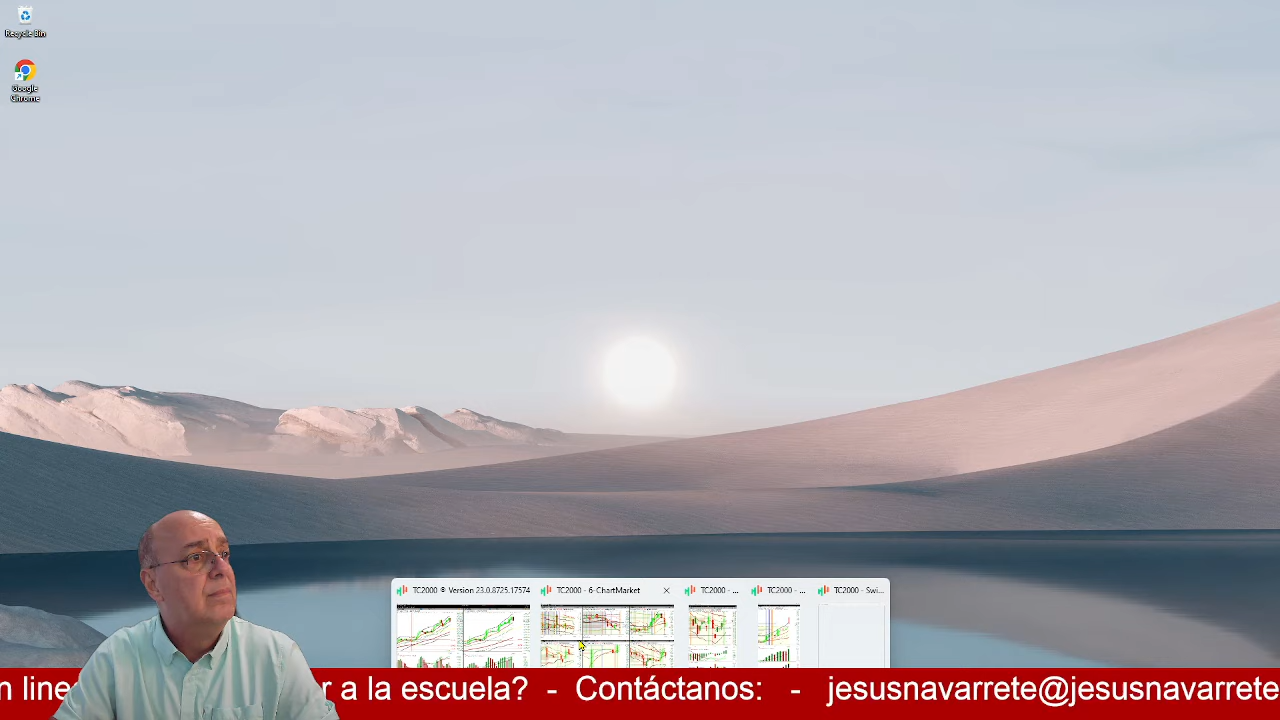 Recycle Bin
Google
Chrome
TC2000 ® Version 23.0.8725.17574
TC2000 - 6-ChartMarket
TC2000 - ...
TC2000 - ...
TC2000 - Swi...
n line
r a la escuela? - Contáctanos: - jesusnavarrete@jesusnavarrete